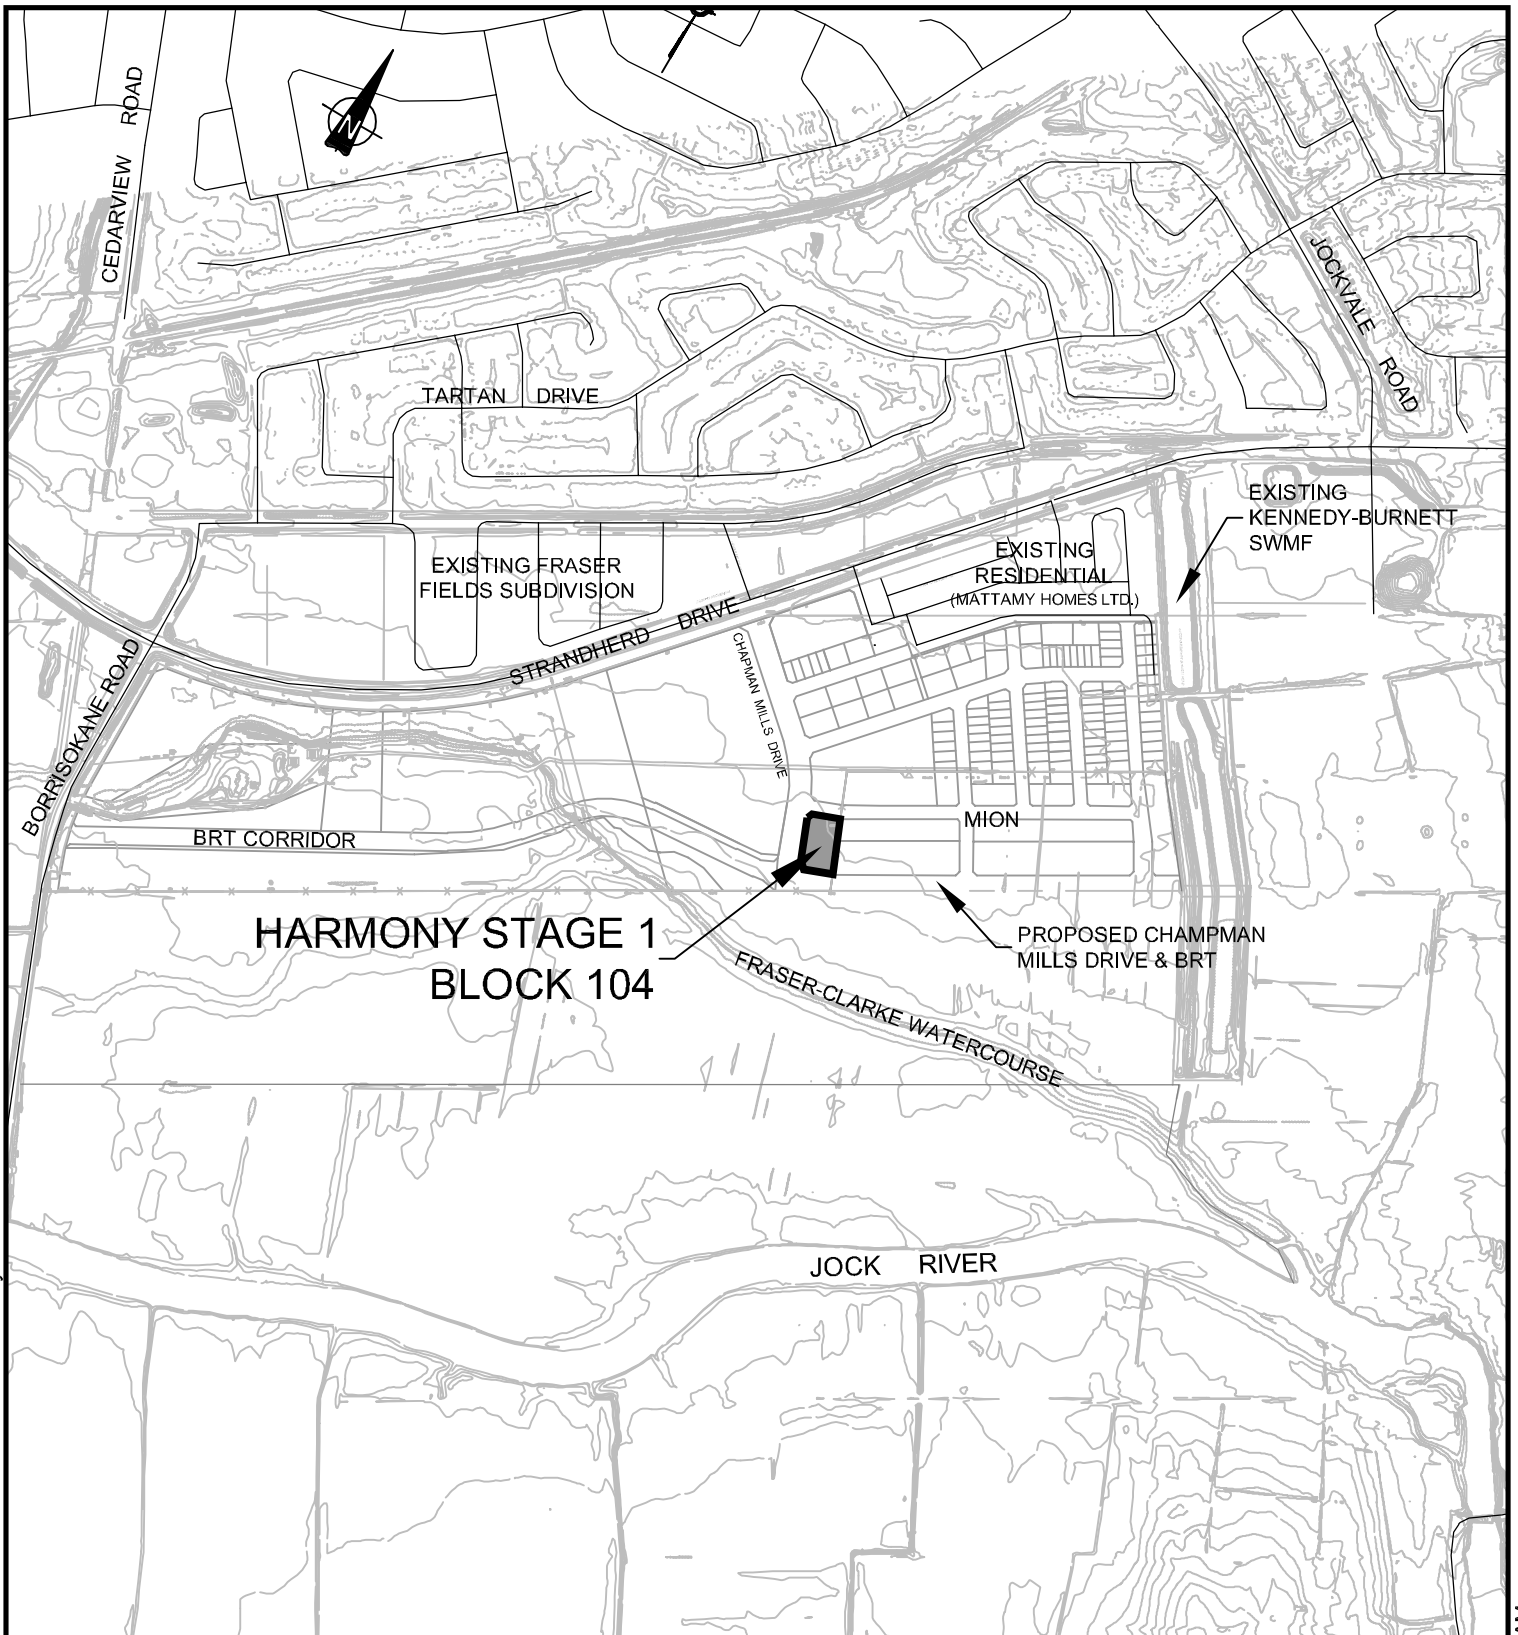 N
CEDARVIEW ROAD
JOCKVALE ROAD
TARTAN DRIVE
EXISTING
KENNEDY-BURNETT
SWMF
EXISTING FRASER
FIELDS SUBDIVISION
EXISTING
RESIDENTIAL
(MATTAMY HOMES LTD.)
STRANDHERD DRIVE
CHAPMAN MILLS DRIVE
BORRISOKANE ROAD
BRT CORRIDOR
MION
HARMONY STAGE 1
BLOCK 104
PROPOSED CHAMPMAN
MILLS DRIVE & BRT
FRASER-CLARKE WATERCOURSE
JOCK RIVER